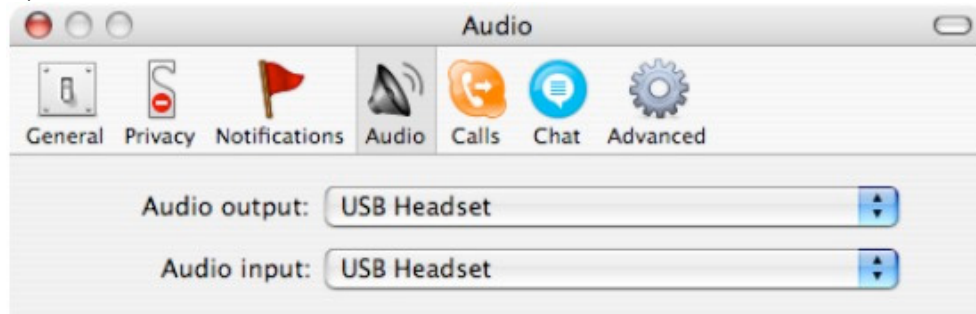 Audio
General Privacy Notifications Audio Calls Chat Advanced
Audio output: USB Headset
Audio input: USB Headset